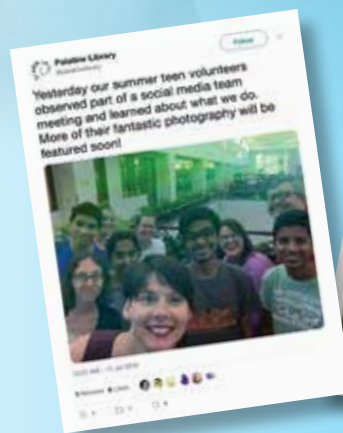 Palatine Library
Follow
Yesterday our summer teen volunteers
observed part of a social media team
meeting and learned about what we do.
More of their fantastic photography will be
featured soon!